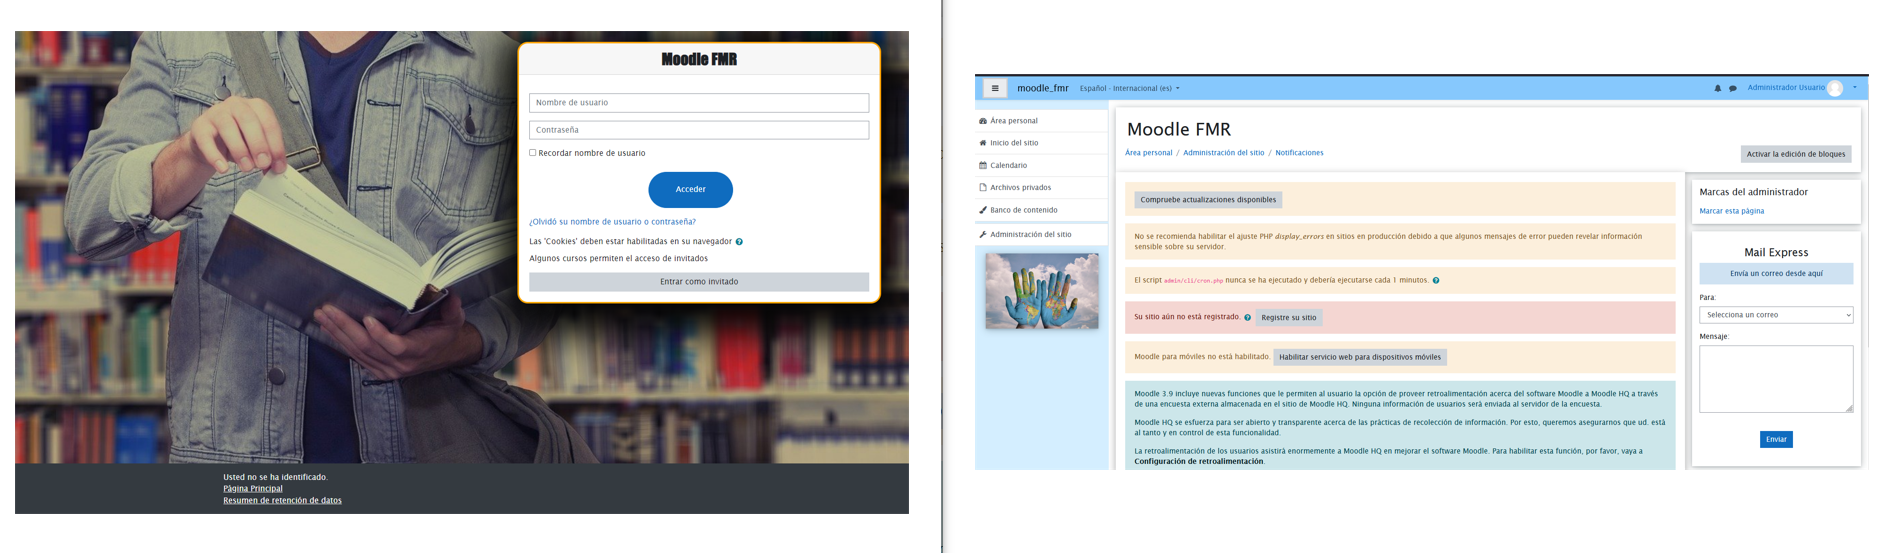 Moodle FMR
Nombre de usuario
Contraseña
Recordar nombre de usuario
Acceder
¿Olvidó su nombre de usuario o contraseña?
Las 'Cookies' deben estar habilitadas en su navegador
Algunos cursos permiten el acceso de invitados
Entrar como invitado
Usted no se ha identificado.
Página Principal
Resumen de retención de datos
moodle_fmr Español - Internacional (es)
Administrador Usuario
Área personal
Inicio del sitio
Calendario
Archivos privados
Banco de contenido
Administración del sitio
Moodle FMR
Área personal / Administración del sitio / Notificaciones
Activar la edición de bloques
Compruebe actualizaciones disponibles
No se recomienda habilitar el ajuste PHP display_errors en sitios en producción debido a que algunos mensajes de error pueden revelar información
sensible sobre su servidor.
El script admin/cli/cron.php nunca se ha ejecutado y debería ejecutarse cada 1 minutos.
Su sitio aún no está registrado. Registre su sitio
Moodle para móviles no está habilitado. Habilitar servicio web para dispositivos móviles
Moodle 3.9 incluye nuevas funciones que le permiten al usuario la opción de proveer retroalimentación acerca del software Moodle a Moodle HQ a través
de una encuesta externa almacenada en el sitio de Moodle HQ. Ninguna información de usuarios será enviada al servidor de la encuesta.
Moodle HQ se esfuerza para ser abierto y transparente acerca de las prácticas de recolección de información. Por esto, queremos asegurarnos que ud. está
al tanto y en control de esta funcionalidad.
La retroalimentación de los usuarios asistirá enormemente a Moodle HQ en mejorar el software Moodle. Para habilitar esta función, por favor, vaya a
Configuración de retroalimentación.
Marcas del administrador
Marcar esta página
Mail Express
Envía un correo desde aquí
Para:
Selecciona un correo
Mensaje:
Enviar